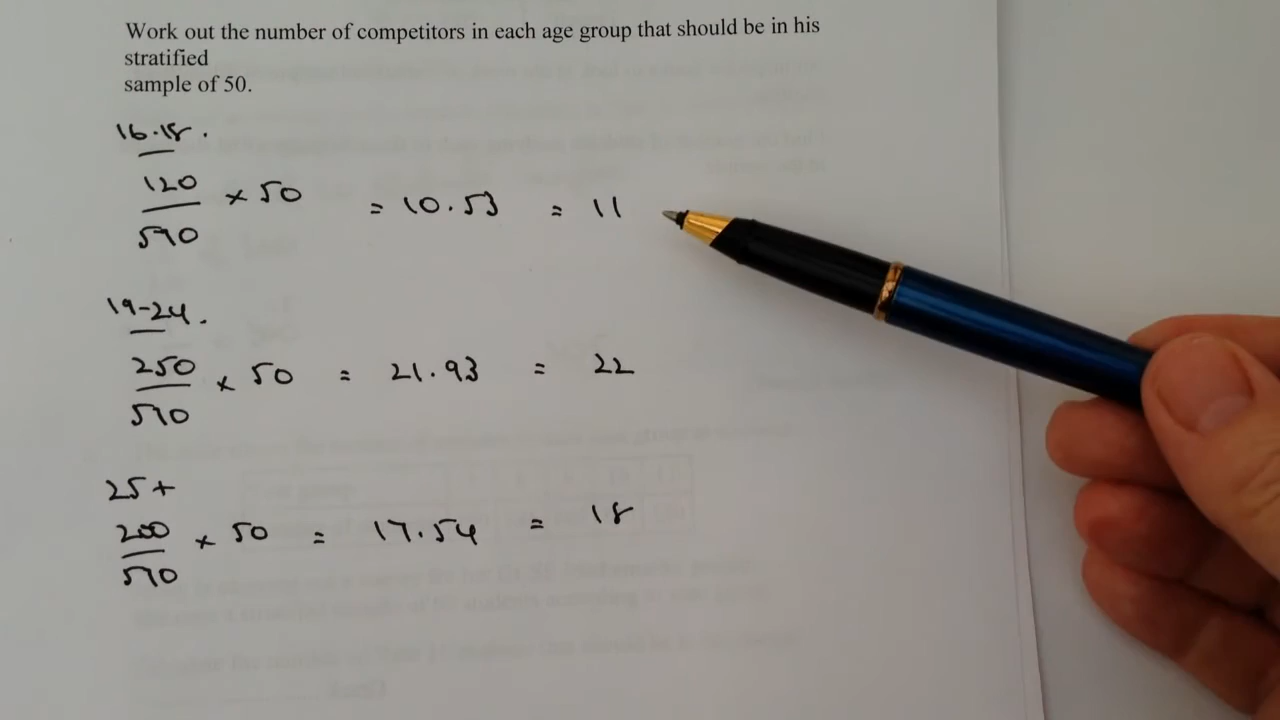 Work out the number of competitors in each age group that should be in his
stratified
sample of 50.
16-18.
120/570 × 50 = 10.53 = 11
19-24.
250/570 × 50 = 21.93 = 22
25+
200/570 × 50 = 17.54 = 18